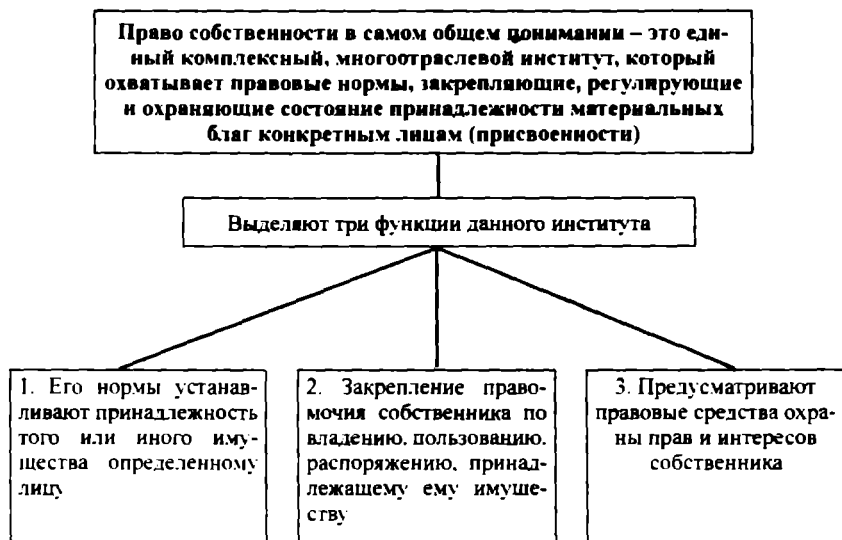 Право собственности в самом общем понимании – это еди-
ный комплексный, многоотраслевой институт, который
охватывает правовые нормы, закрепляющие, регулирующие
и охраняющие состояние принадлежности материальных
благ конкретным лицам (присвоенности)
Выделяют три функции данного института
1. Его нормы устанав-
ливают принадлежность
того или иного иму-
щества определенному
лицу
2. Закрепление право-
мочия собственника по
владению, пользованию,
распоряжению, принад-
лежащему ему имуще-
ству
3. Предусматривают
правовые средства охра-
ны прав и интересов
собственника